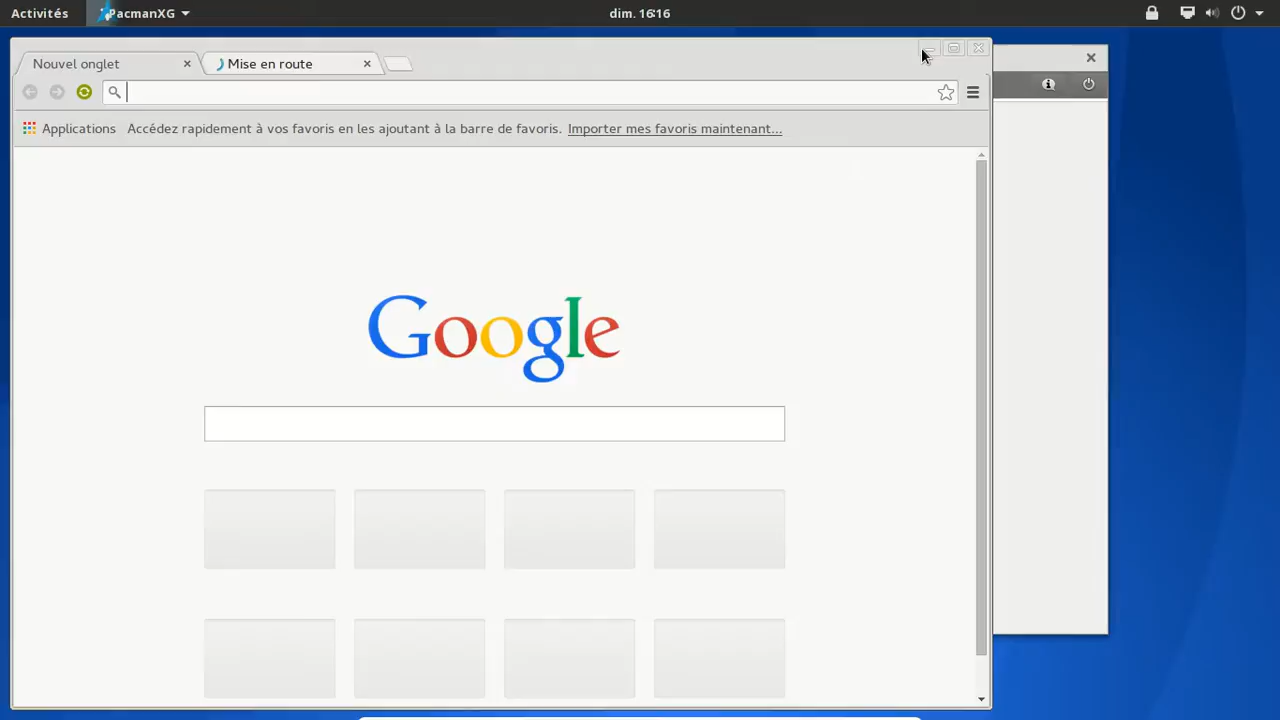 Activités PacmanXG dim. 16:16
Nouvel onglet Mise en route
Applications Accédez rapidement à vos favoris en les ajoutant à la barre de favoris. Importer mes favoris maintenant...
Google